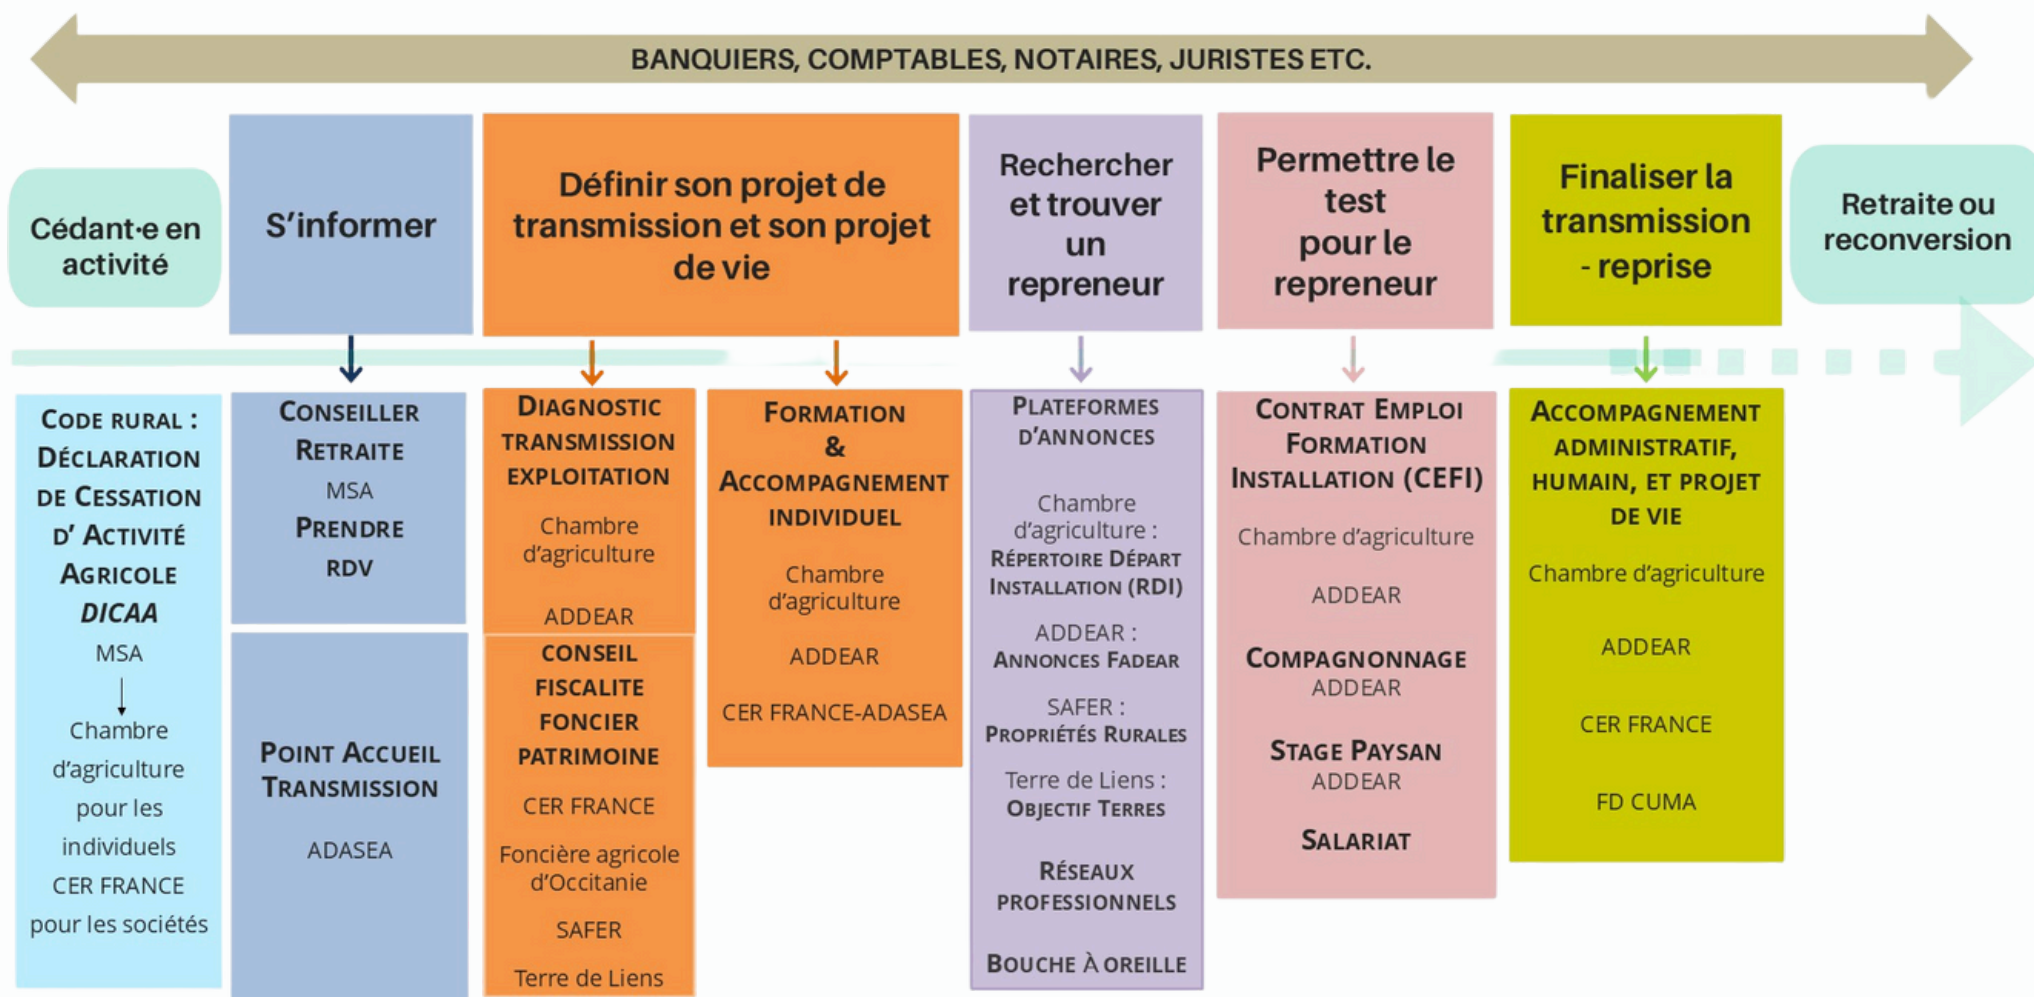 BANQUIERS, COMPTABLES, NOTAIRES, JURISTES ETC.
Cédant·e en
activité
S'informer
Définir son projet de
transmission et son projet
de vie
Rechercher
et trouver
un
repreneur
Permettre le
test
pour le
repreneur
Finaliser la
transmission
- reprise
Retraite ou
reconversion
CODE RURAL :
DÉCLARATION
DE CESSATION
D' ACTIVITÉ
AGRICOLE
DICAA
MSA
Chambre
d'agriculture
pour les
individuels
CER FRANCE
pour les sociétés
CONSEILLER
RETRAITE
MSA
PRENDRE
RDV
POINT ACCUEIL
TRANSMISSION
ADASEA
DIAGNOSTIC
TRANSMISSION
EXPLOITATION
Chambre
d'agriculture
ADDEAR
CONSEIL
FISCALITE
FONCIER
PATRIMOINE
CER FRANCE
Foncière agricole
d'Occitanie
SAFER
Terre de Liens
FORMATION
&
ACCOMPAGNEMENT
INDIVIDUEL
Chambre
d'agriculture
ADDEAR
CER FRANCE-ADASEA
PLATEFORMES
D'ANNONCES
Chambre
d'agriculture :
RÉPERTOIRE DÉPART
INSTALLATION (RDI)
ADDEAR :
ANNONCES FADEAR
SAFER :
PROPRIÉTÉS RURALES
Terre de Liens :
OBJECTIF TERRES
RÉSEAUX
PROFESSIONNELS
BOUCHE À OREILLE
CONTRAT EMPLOI
FORMATION
INSTALLATION (CEFI)
Chambre d'agriculture
ADDEAR
COMPAGNONNAGE
ADDEAR
STAGE PAYSAN
ADDEAR
SALARIAT
ACCOMPAGNEMENT
ADMINISTRATIF,
HUMAIN, ET PROJET
DE VIE
Chambre d'agriculture
ADDEAR
CER FRANCE
FD CUMA